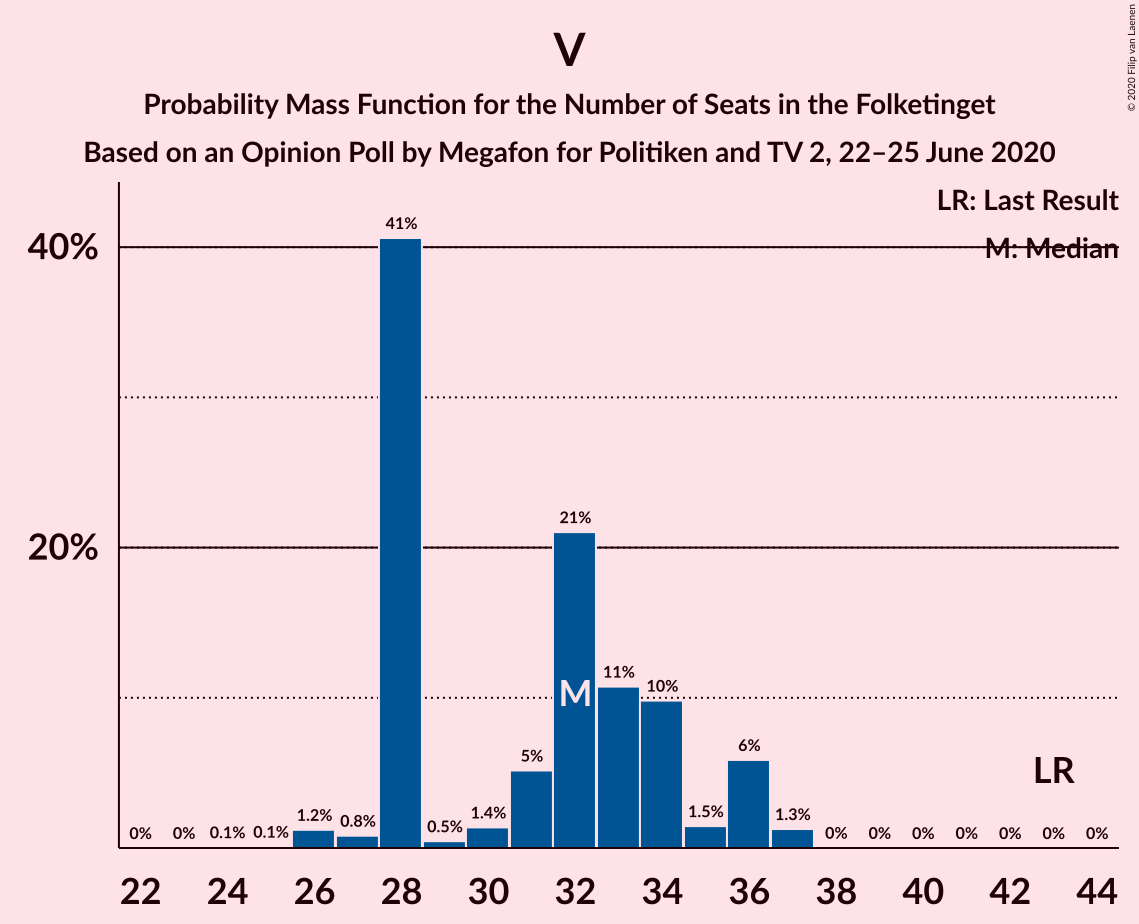 V
Probability Mass Function for the Number of Seats in the Folketinget
Based on an Opinion Poll by Megafon for Politiken and TV 2, 22–25 June 2020
© 2020 Filip van Laenen
LR: Last Result
M: Median
40%
20%
41%
21%
11%
10%
6%
5%
1.5%
1.4%
1.3%
1.2%
0.8%
0.5%
0% 0% 0.1% 0.1%
0% 0% 0% 0% 0% 0% 0%
M
LR
22 24 26 28 30 32 34 36 38 40 42 44